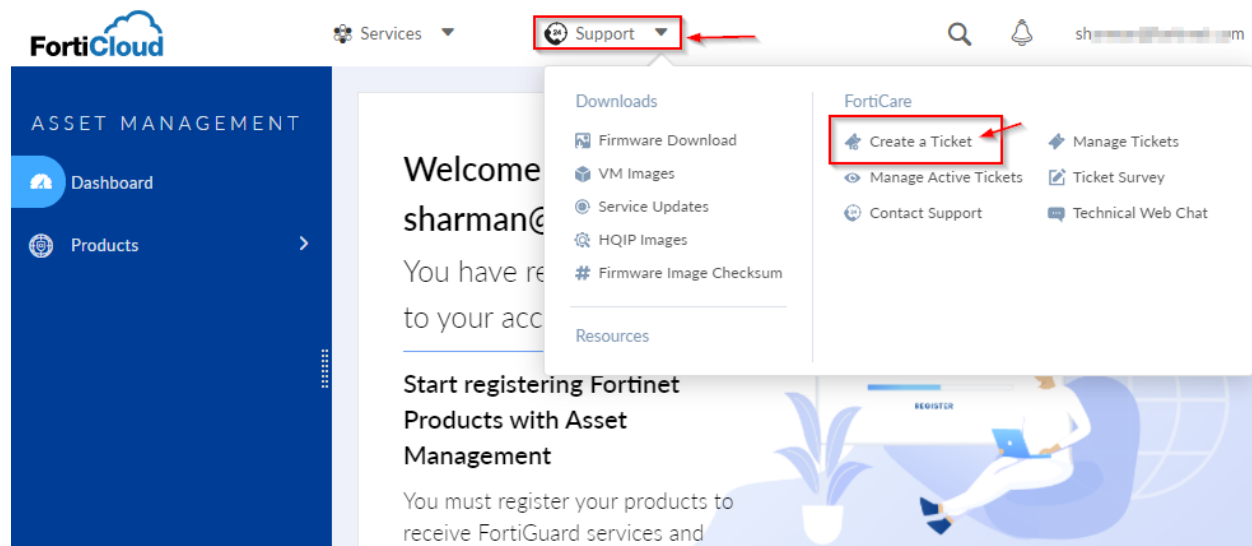 FortiCloud
Services
Support
ASSET MANAGEMENT
Dashboard
Products
Downloads
Firmware Download
VM Images
Service Updates
HQIP Images
Firmware Image Checksum
Resources
FortiCare
Create a Ticket
Manage Tickets
Manage Active Tickets
Ticket Survey
Contact Support
Technical Web Chat
Welcome
sharman@
You have re
to your acc
Start registering Fortinet
Products with Asset
Management
You must register your products to
receive FortiGuard services and
REGISTER